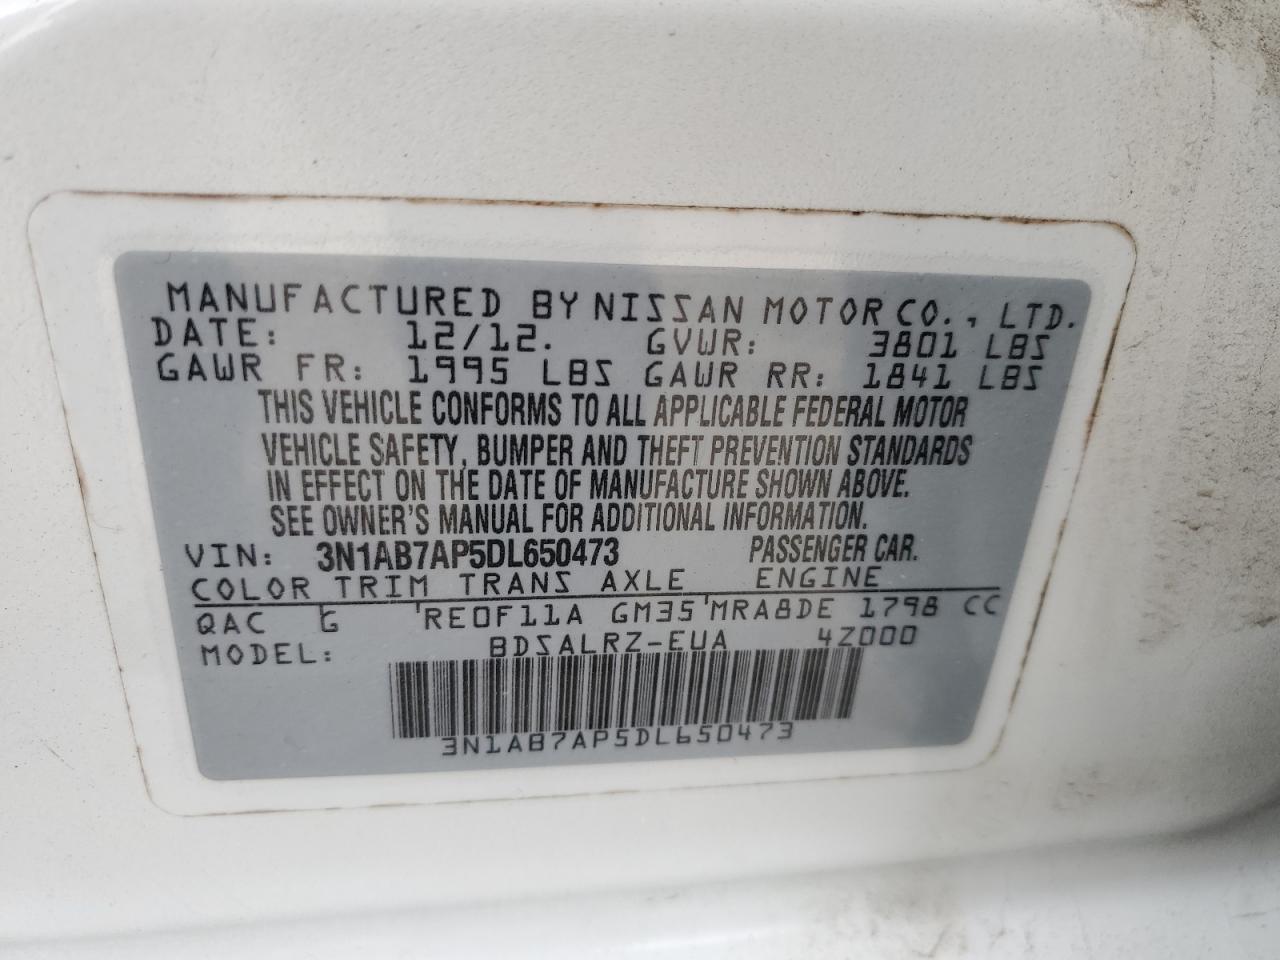 MANUFACTURED BY NISSAN MOTOR CO., LTD.
DATE: 12/12. GVWR: 3801 LBS
GAWR FR: 1995 LBS GAWR RR: 1841 LBS
THIS VEHICLE CONFORMS TO ALL APPLICABLE FEDERAL MOTOR
VEHICLE SAFETY, BUMPER AND THEFT PREVENTION STANDARDS
IN EFFECT ON THE DATE OF MANUFACTURE SHOWN ABOVE.
SEE OWNER'S MANUAL FOR ADDITIONAL INFORMATION.
VIN: 3N1AB7AP5DL650473 PASSENGER CAR.
COLOR TRIM TRANS AXLE ENGINE
QAC G 'RE0F11A GM35'MRA8DE 1798 CC
MODEL: BDSALRZ-EUA 4Z000
3N1AB7AP5DL650473